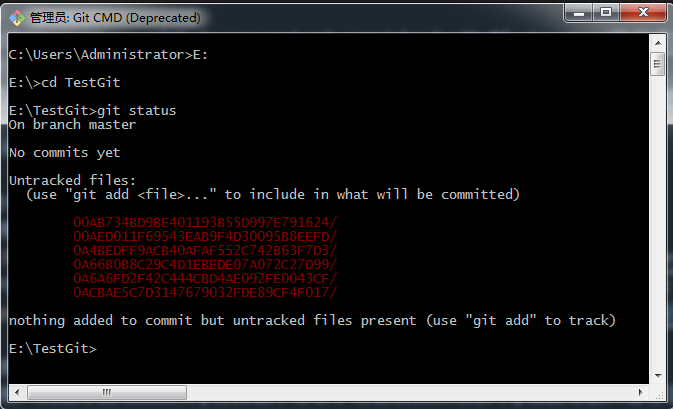 管理员: Git CMD (Deprecated)
C:\Users\Administrator>E:
E:\>cd TestGit
E:\TestGit>git status
On branch master
No commits yet
Untracked files:
(use "git add <file>..." to include in what will be committed)
00AB734BD9BE401193B55D997E791624/
00AED011F69543EAB9F4D30095B8EEFD/
0A4BEDFF9ACB40AFAF552C742B63F7D3/
0A66B0B8C29C4D1EBEDE07A072C27D99/
0A6A6FD2F42C444CBD4AE092FE0043CF/
0ACBAE5C7D3147679032FDE89CF4F017/
nothing added to commit but untracked files present (use "git add" to track)
E:\TestGit>